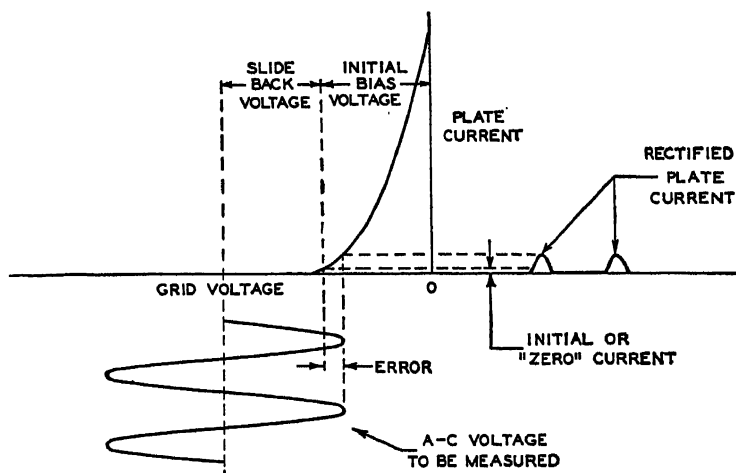 SLIDE
BACK
VOLTAGE
INITIAL
BIAS
VOLTAGE
PLATE
CURRENT
RECTIFIED
PLATE
CURRENT
GRID VOLTAGE
0
INITIAL OR
"ZERO" CURRENT
ERROR
A-C VOLTAGE
TO BE MEASURED